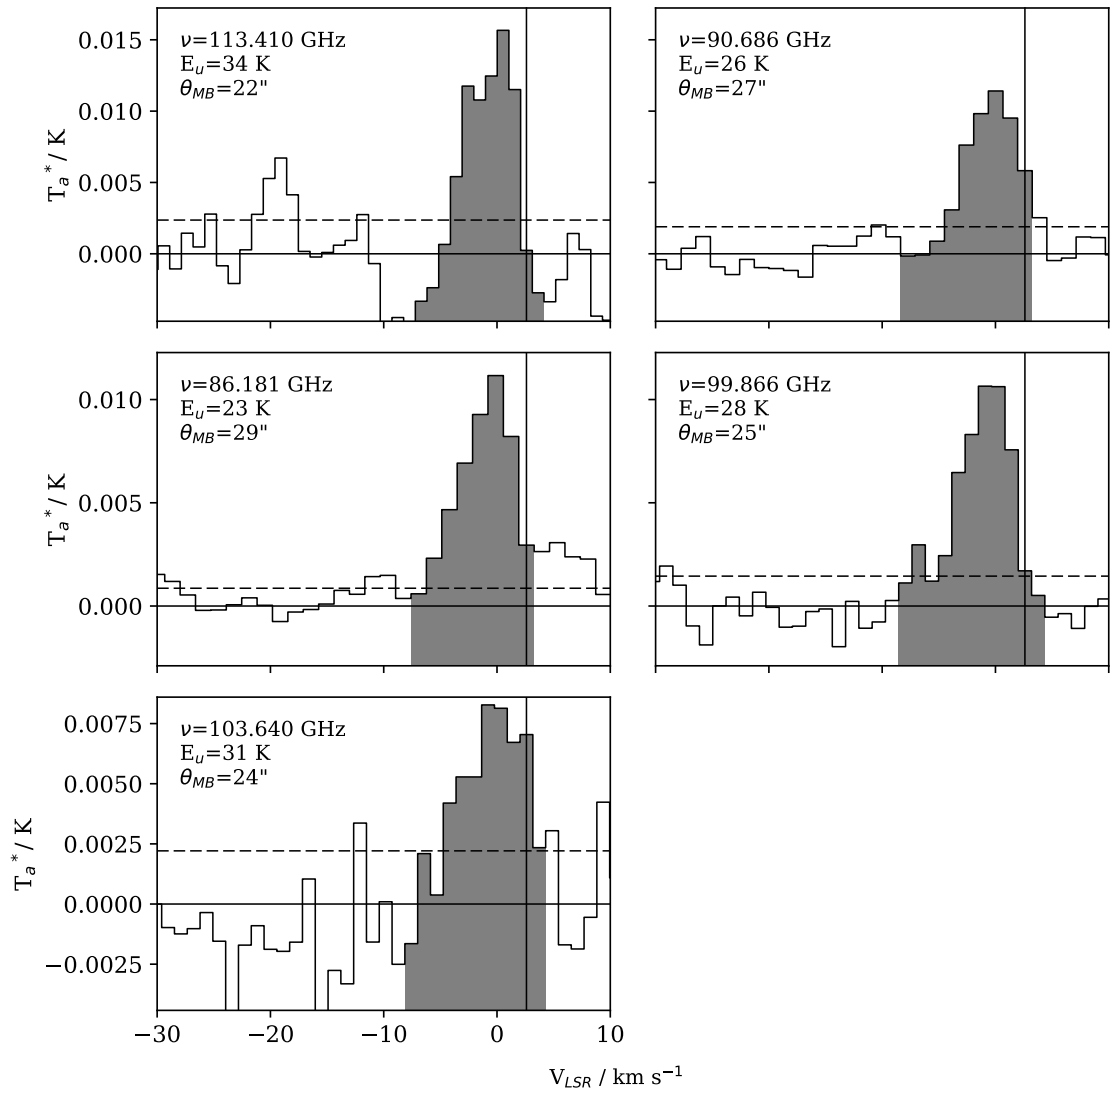 ν=113.410 GHz
E_u=34 K
θ_MB=22"
ν=90.686 GHz
E_u=26 K
θ_MB=27"
0.015
0.010
0.005
0.000
T_a* / K
ν=86.181 GHz
E_u=23 K
θ_MB=29"
ν=99.866 GHz
E_u=28 K
θ_MB=25"
0.010
0.005
0.000
T_a* / K
ν=103.640 GHz
E_u=31 K
θ_MB=24"
0.0075
0.0050
0.0025
0.0000
−0.0025
T_a* / K
−30 −20 −10 0 10
V_LSR / km s⁻¹